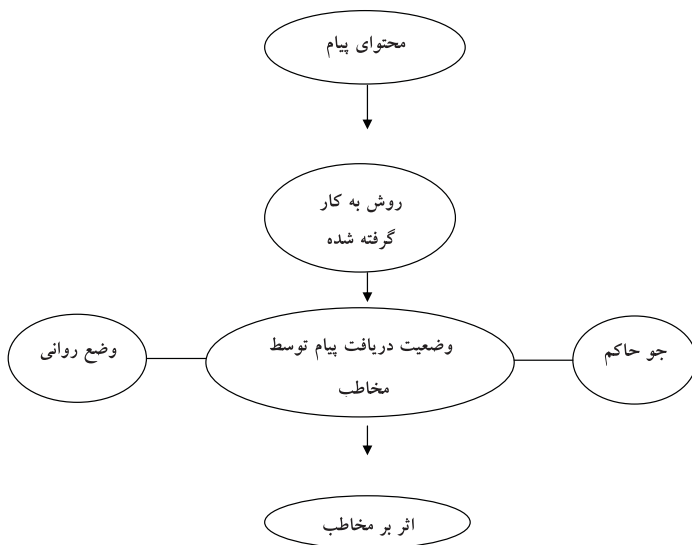 محتوای پیام
روش به کار
گرفته شده
جو حاکم
وضعیت دریافت پیام توسط
مخاطب
وضع روانی
اثر بر مخاطب